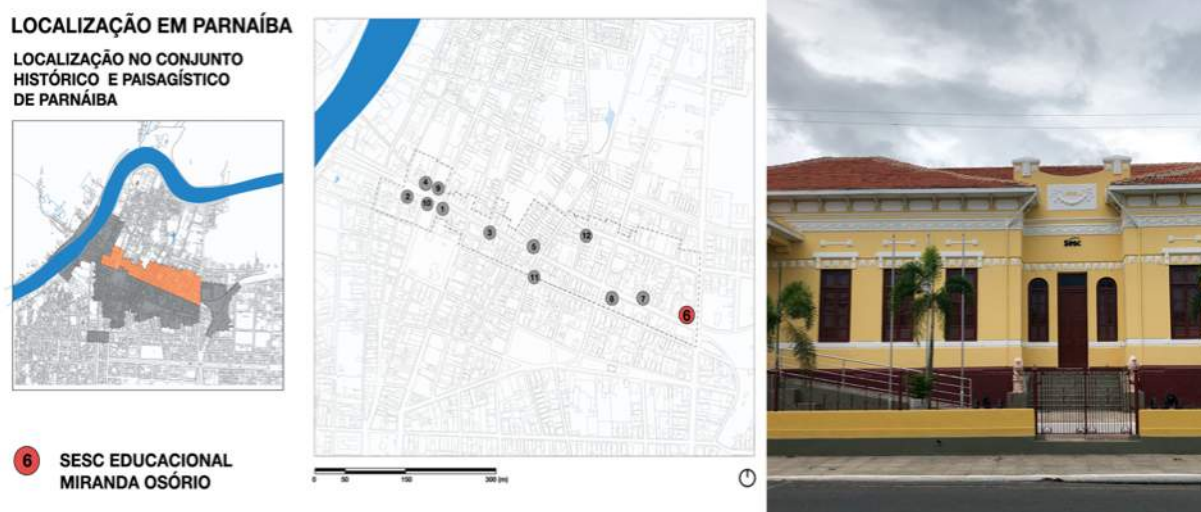 LOCALIZAÇÃO EM PARNAÍBA
LOCALIZAÇÃO NO CONJUNTO
HISTÓRICO E PAISAGÍSTICO
DE PARNÁIBA
6 SESC EDUCACIONAL
MIRANDA OSÓRIO
4
9
2
10
1
3
5
12
11
8
7
6
0 50 150 300 (m)
Sesc